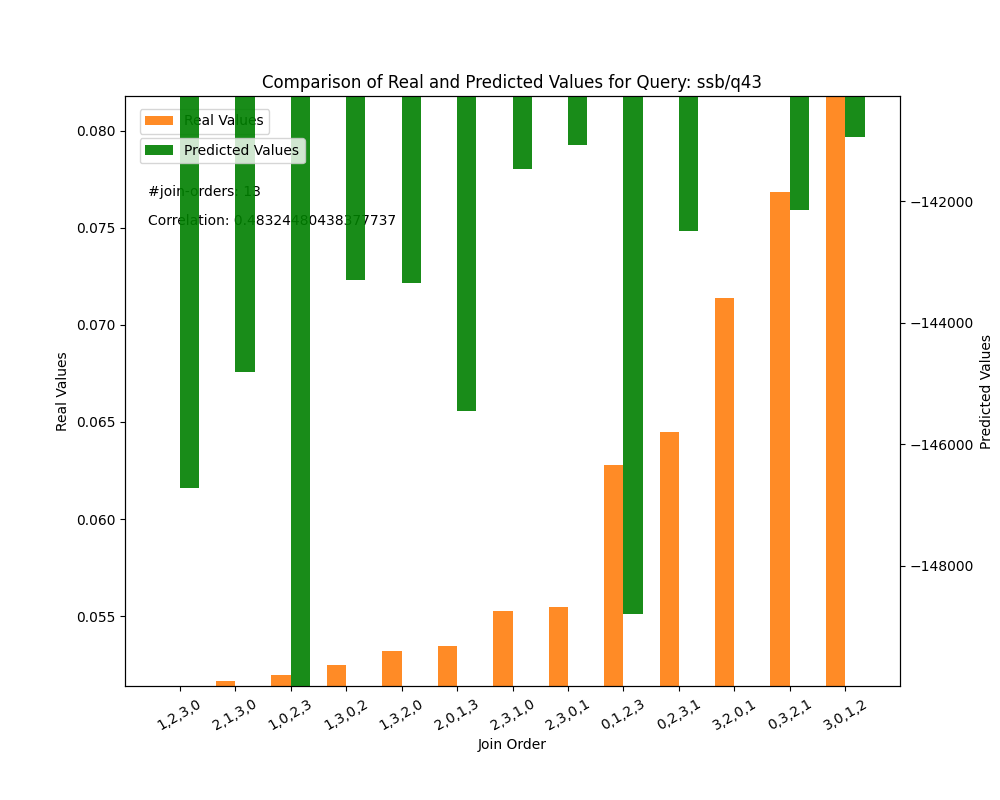 Comparison of Real and Predicted Values for Query: ssb/q43
Real Values
Predicted Values
#join-orders: 13
Correlation: 0.48324480438377737
0.080
0.075
0.070
0.065
0.060
0.055
Real Values
−142000
−144000
−146000
−148000
Predicted Values
1,2,3,0
2,1,3,0
1,0,2,3
1,3,0,2
1,3,2,0
2,0,1,3
2,3,1,0
2,3,0,1
0,1,2,3
0,2,3,1
3,2,0,1
0,3,2,1
3,0,1,2
Join Order